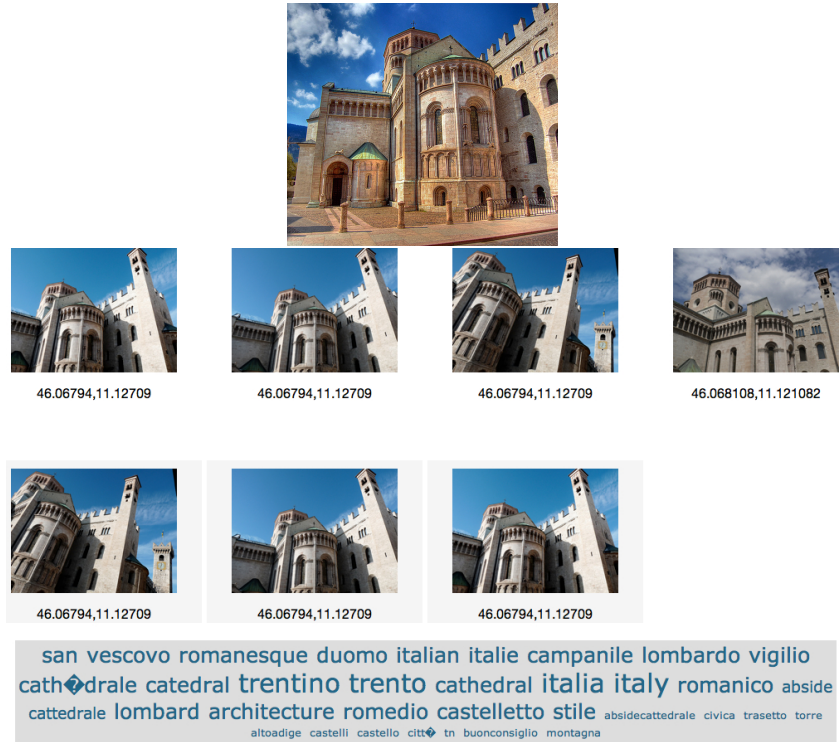 46.06794,11.12709 46.06794,11.12709 46.06794,11.12709 46.068108,11.121082
46.06794,11.12709 46.06794,11.12709 46.06794,11.12709
san vescovo romanesque duomo italian italie campanile lombardo vigilio
cath�drale catedral trentino trento cathedral italia italy romanico abside
cattedrale lombard architecture romedio castelletto stile absidecattedrale civica trasetto torre
altoadige castelli castello citt� tn buonconsiglio montagna